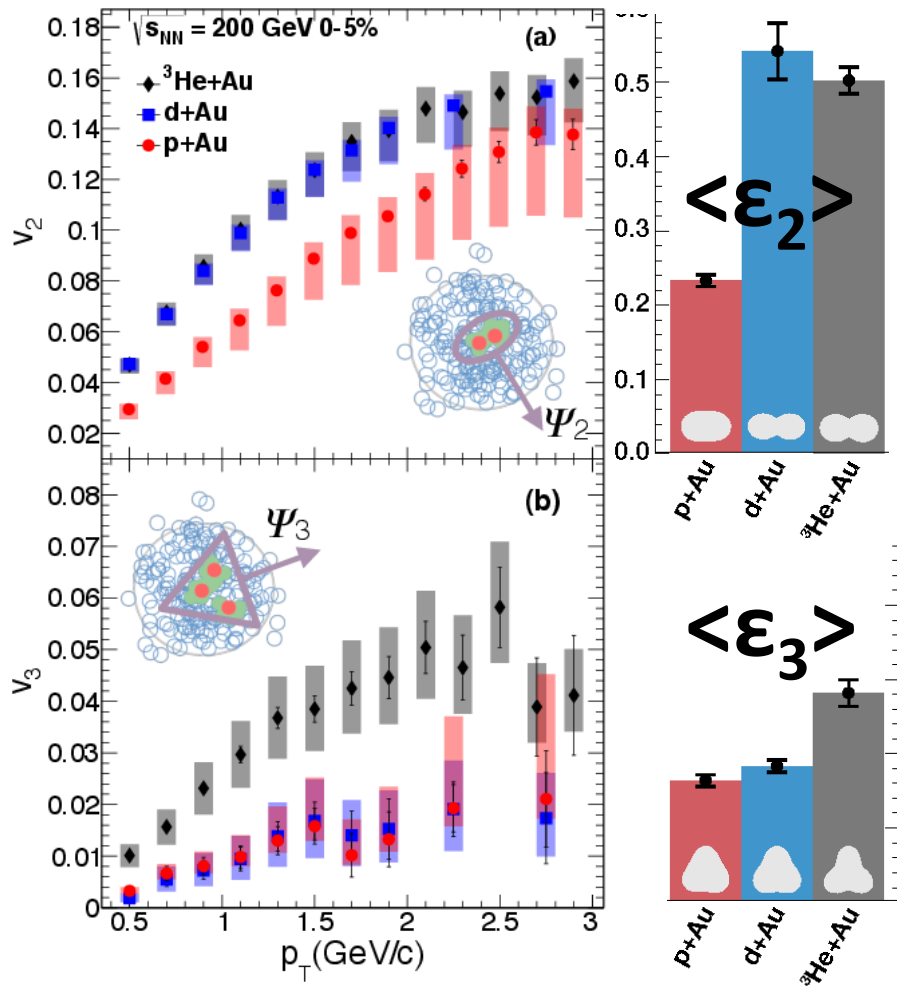 √s_NN = 200 GeV 0-5%
(a)
³He+Au
d+Au
p+Au
v₂
0.18
0.16
0.14
0.12
0.1
0.08
0.06
0.04
0.02
Ψ₂
(b)
Ψ₃
v₃
0.08
0.07
0.06
0.05
0.04
0.03
0.02
0.01
0
0.5 1 1.5 2 2.5 3
p_T(GeV/c)
<ε₂>
0.5
0.4
0.3
0.2
0.1
0.0
p+Au
d+Au
³He+Au
<ε₃>
p+Au
d+Au
³He+Au